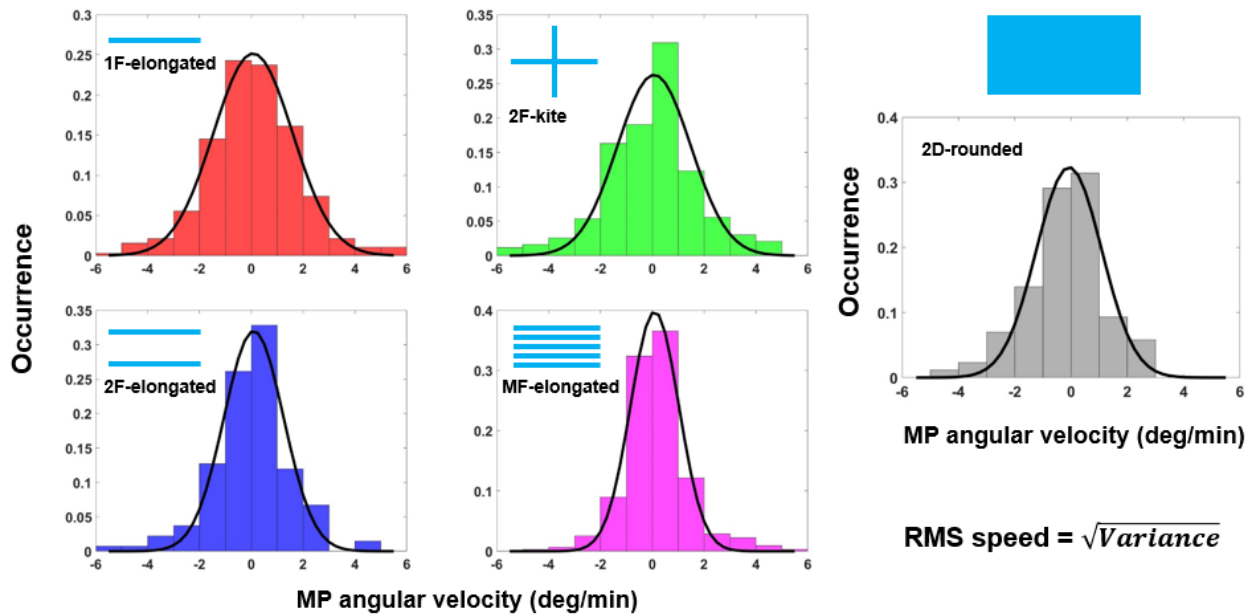 0.3
0.25
0.2
0.15
0.1
0.05
0
-6 -4 -2 0 2 4 6
1F-elongated
0.35
0.3
0.25
0.2
0.15
0.1
0.05
0
-6 -4 -2 0 2 4 6
2F-kite
0.4
0.3
0.2
0.1
0
-6 -4 -2 0 2 4 6
2D-rounded
Occurrence
MP angular velocity (deg/min)
Occurrence
0.35
0.3
0.25
0.2
0.15
0.1
0.05
0
-6 -4 -2 0 2 4 6
2F-elongated
0.4
0.3
0.2
0.1
0
-6 -4 -2 0 2 4 6
MF-elongated
MP angular velocity (deg/min)
RMS speed = √Variance